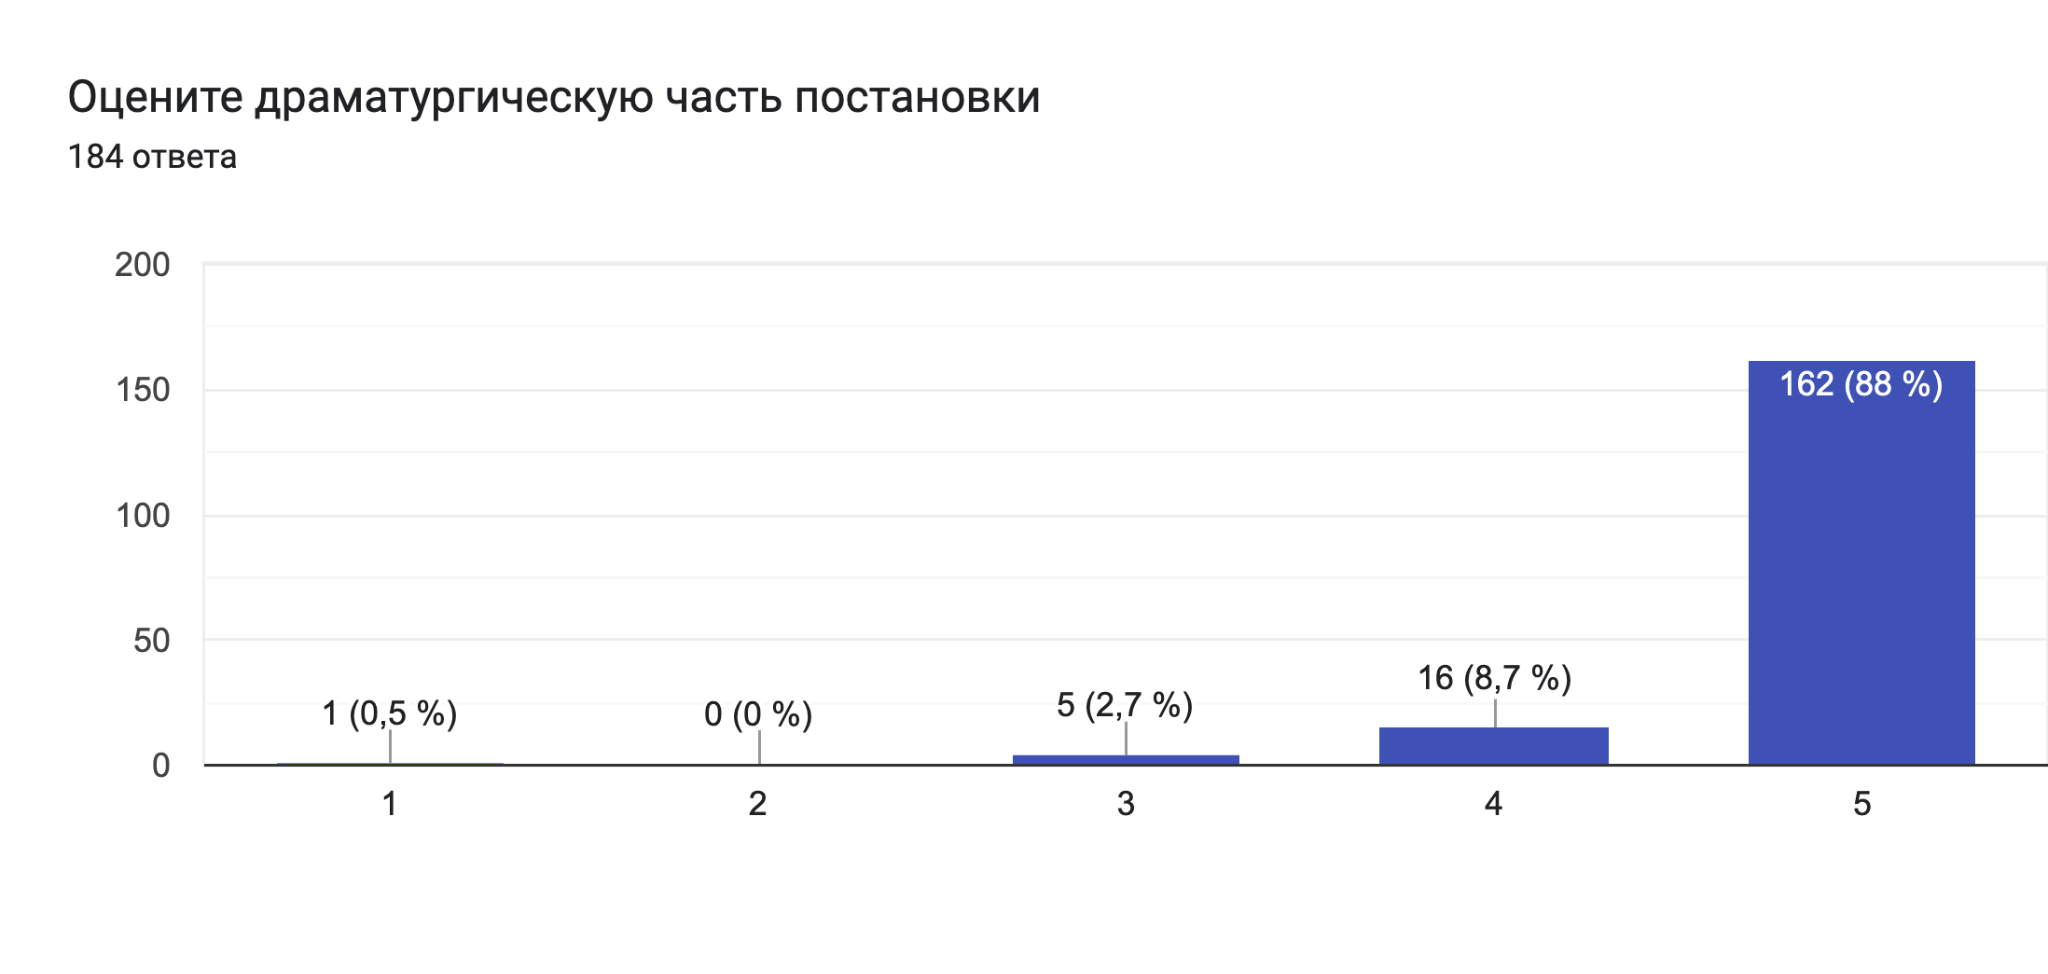 Оцените драматургическую часть постановки
184 ответа
200
150
100
50
0
1 (0,5 %)
0 (0 %)
5 (2,7 %)
16 (8,7 %)
162 (88 %)
1
2
3
4
5